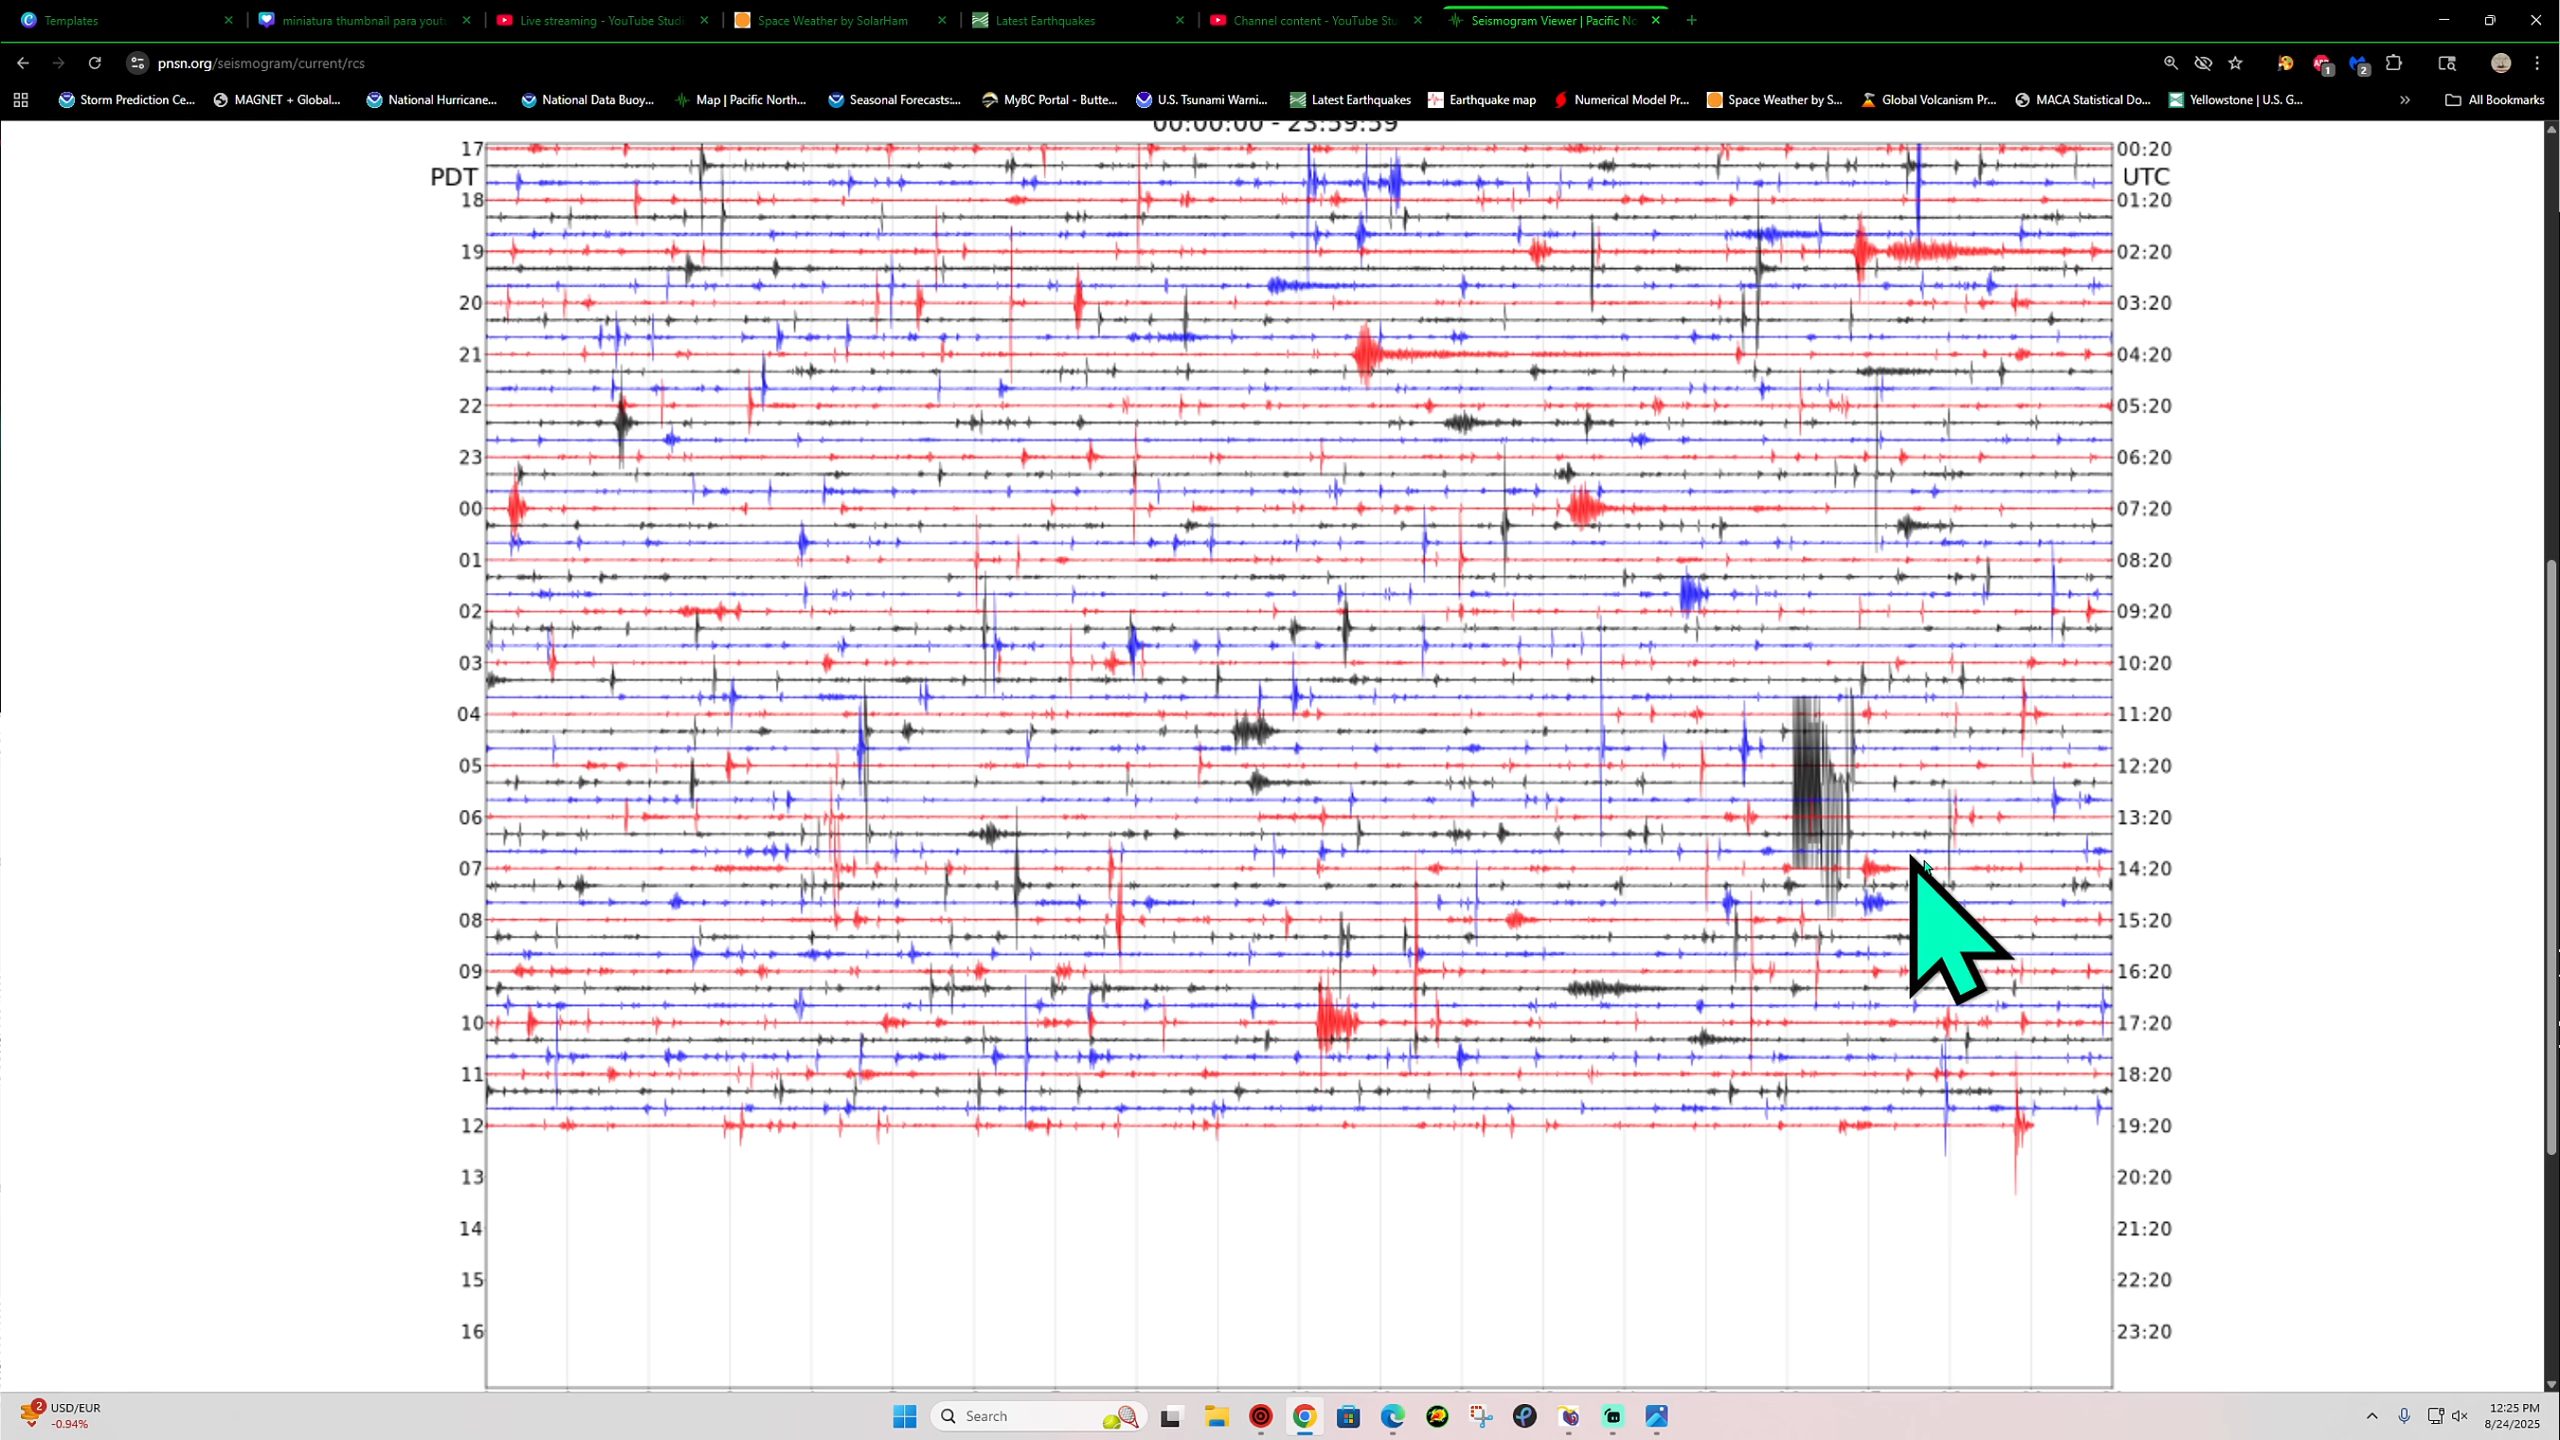 Templates
miniatura thumbnail para yout
Live streaming - YouTube Studi
Space Weather by SolarHam
Latest Earthquakes
Channel content - YouTube Stu
Seismogram Viewer | Pacific No
pnsn.org/seismogram/current/rcs
1
2
Storm Prediction Ce...
MAGNET + Global...
National Hurricane...
National Data Buoy...
Map | Pacific North...
Seasonal Forecasts:...
MyBC Portal - Butte...
U.S. Tsunami Warni...
Latest Earthquakes
Earthquake map
Numerical Model Pr...
Space Weather by S...
Global Volcanism Pr...
MACA Statistical Do...
Yellowstone | U.S. G...
All Bookmarks
00:00:00 - 23:59:59
17 00:20
PDT UTC
18 01:20
19 02:20
20 03:20
21 04:20
22 05:20
23 06:20
00 07:20
01 08:20
02 09:20
03 10:20
04 11:20
05 12:20
06 13:20
07 14:20
08 15:20
09 16:20
10 17:20
11 18:20
12 19:20
13 20:20
14 21:20
15 22:20
16 23:20
2
USD/EUR
-0.94%
Search
12:25 PM
8/24/2025